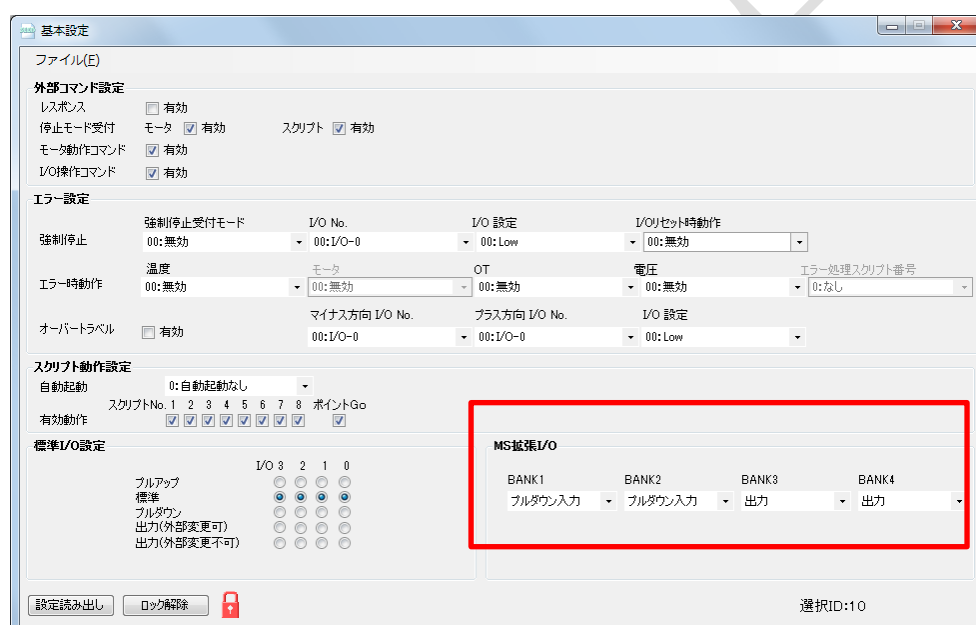 基本設定
ファイル(F)
外部コマンド設定
レスポンス 有効
停止モード受付 モータ 有効 スクリプト 有効
モータ動作コマンド 有効
I/O操作コマンド 有効
エラー設定
強制停止受付モード I/O No. I/O 設定 I/Oリセット時動作
強制停止 00:無効 00:I/O-0 00:Low 00:無効
温度 モータ OT 電圧 エラー処理スクリプト番号
エラー時動作 00:無効 00:無効 00:無効 00:無効 0:なし
マイナス方向 I/O No. プラス方向 I/O No. I/O 設定
オーバートラベル 有効 00:I/O-0 00:I/O-0 00:Low
スクリプト動作設定
自動起動 0:自動起動なし
スクリプトNo. 1 2 3 4 5 6 7 8 ポイントGo
有効動作
標準I/O設定 MS拡張I/O
I/O 3 2 1 0
BANK1 BANK2 BANK3 BANK4
プルアップ
標準 プルダウン入力 プルダウン入力 出力 出力
プルダウン
出力(外部変更可)
出力(外部変更不可)
設定読み出し ロック解除 選択ID:10